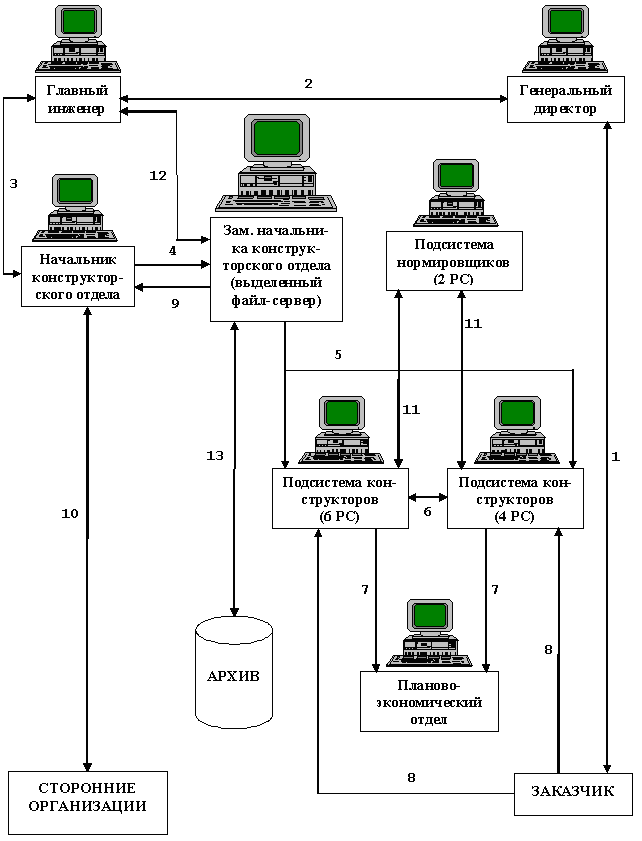 Главный
инженер
2
Генеральный
директор
3
12
Начальник
конструктор-
ского отдела
4
9
Зам. начальни-
ка конструк-
торского отдела
(выделенный
файл-сервер)
Подсистема
нормировщиков
(2 РС)
11
5
11
13
1
Подсистема кон-
структоров
(6 РС)
6
Подсистема кон-
структоров
(4 РС)
10
7
7
8
АРХИВ
Планово-
экономический
отдел
8
СТОРОННИЕ
ОРГАНИЗАЦИИ
ЗАКАЗЧИК